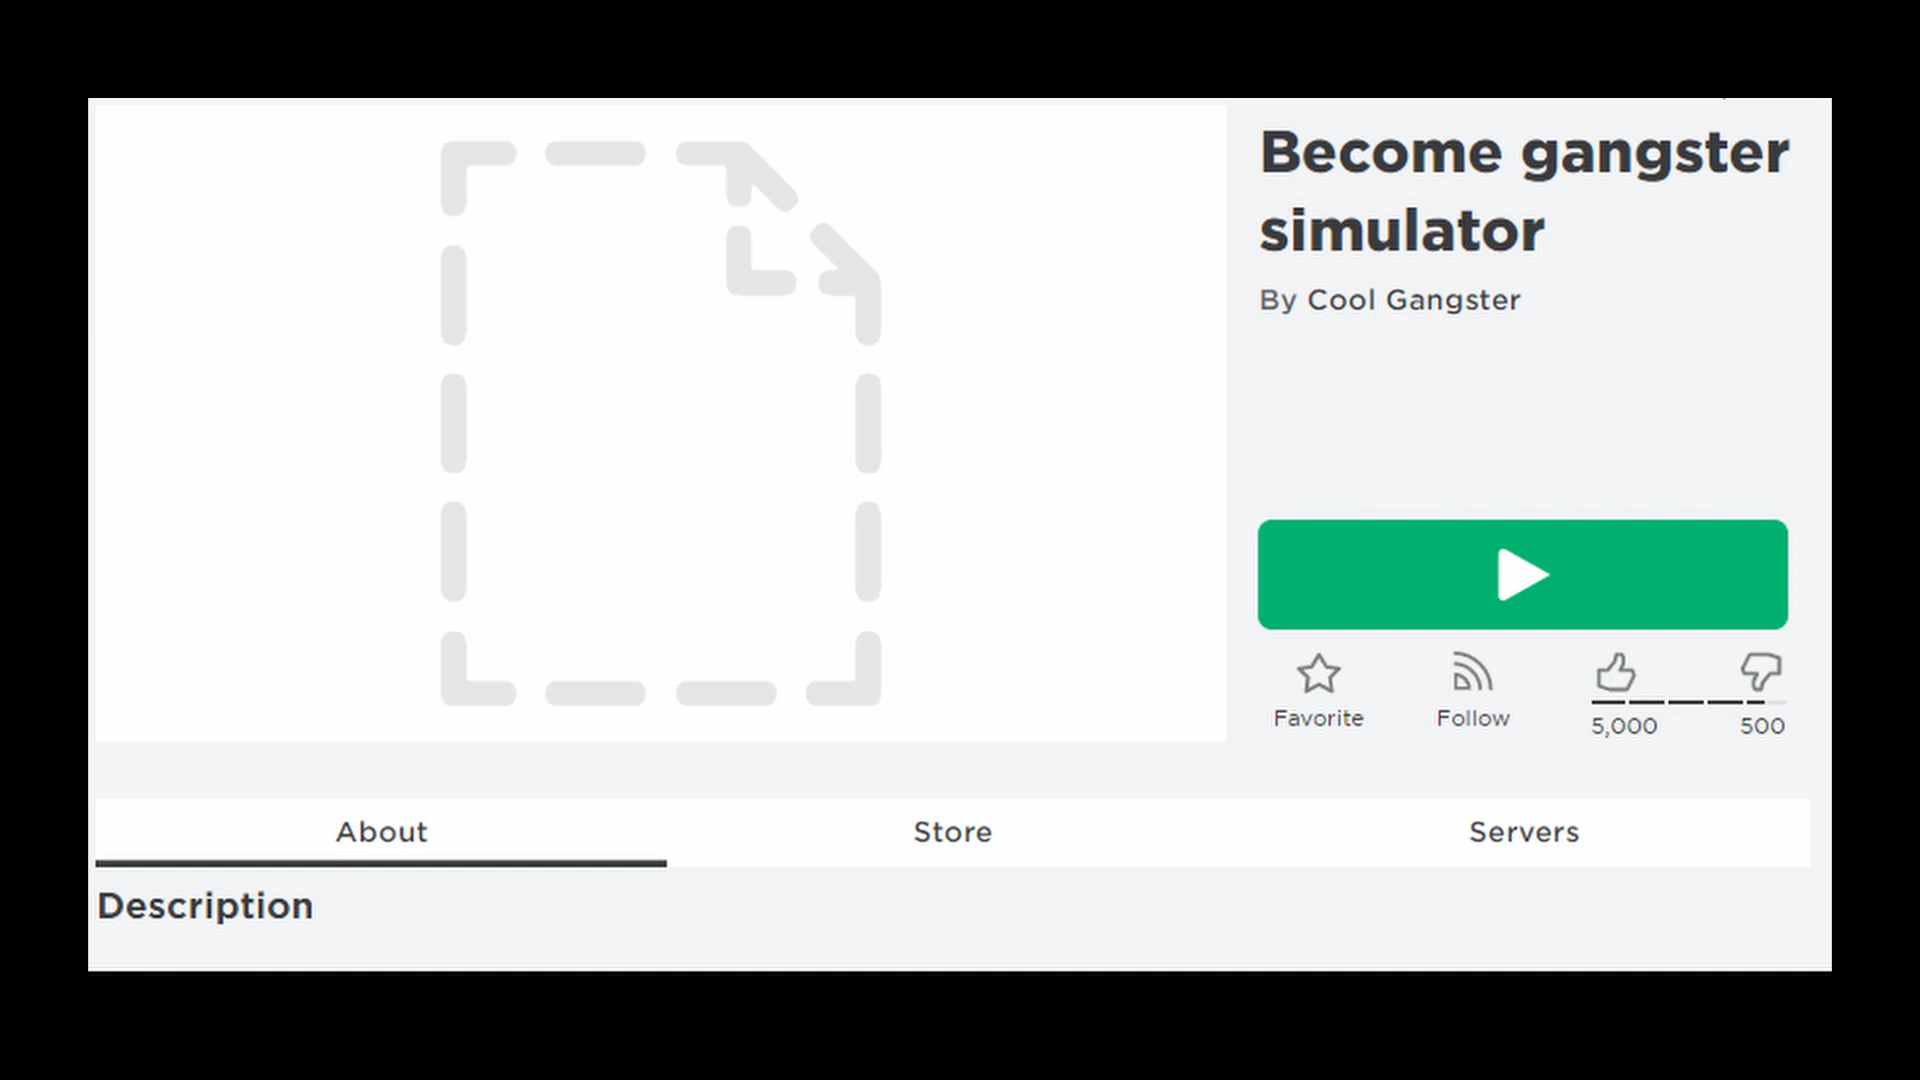 Become gangster
simulator
By Cool Gangster
Favorite
Follow
5,000
500
About
Store
Servers
Description